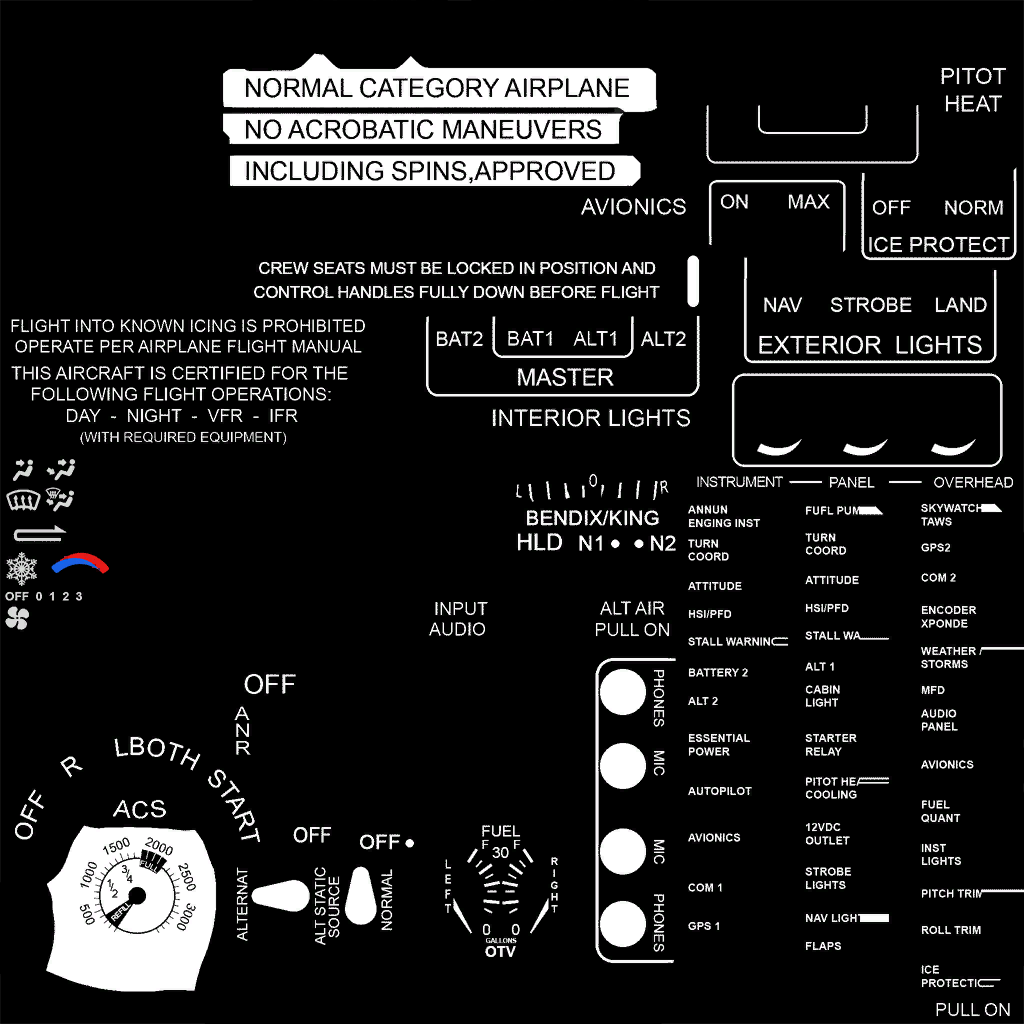 NORMAL CATEGORY AIRPLANE
NO ACROBATIC MANEUVERS
INCLUDING SPINS,APPROVED
PITOT
HEAT
AVIONICS
ON MAX
OFF NORM
ICE PROTECT
CREW SEATS MUST BE LOCKED IN POSITION AND
CONTROL HANDLES FULLY DOWN BEFORE FLIGHT
NAV STROBE LAND
EXTERIOR LIGHTS
FLIGHT INTO KNOWN ICING IS PROHIBITED
OPERATE PER AIRPLANE FLIGHT MANUAL
THIS AIRCRAFT IS CERTIFIED FOR THE
FOLLOWING FLIGHT OPERATIONS:
DAY - NIGHT - VFR - IFR
(WITH REQUIRED EQUIPMENT)
BAT2 BAT1 ALT1 ALT2
MASTER
INTERIOR LIGHTS
INSTRUMENT PANEL OVERHEAD
L 0 R
BENDIX/KING
HLD N1 N2
OFF 0 1 2 3
INPUT
AUDIO
ALT AIR
PULL ON
PHONES
MIC
MIC
PHONES
ANNUN
ENGING INST
TURN
COORD
ATTITUDE
HSI/PFD
STALL WARNING
BATTERY 2
ALT 2
ESSENTIAL
POWER
AUTOPILOT
AVIONICS
COM 1
GPS 1
FUFL PUM
TURN
COORD
ATTITUDE
HSI/PFD
STALL WA
ALT 1
CABIN
LIGHT
STARTER
RELAY
PITOT HEA
COOLING
12VDC
OUTLET
STROBE
LIGHTS
NAV LIGHT
FLAPS
SKYWATCH
TAWS
GPS2
COM 2
ENCODER
XPONDE
WEATHER /
STORMS
MFD
AUDIO
PANEL
AVIONICS
FUEL
QUANT
INST
LIGHTS
PITCH TRIM
ROLL TRIM
ICE
PROTECTIC
PULL ON
OFF
ANR
OFF R LBOTH START
ACS
500 1000 1500 2000 2500 3000
FULL
3/4
1/2
REFILL
OFF
OFF
ALTERNAT
ALT STATIC
SOURCE
NORMAL
FUEL
F 30 F
LEFT
RIGHT
0 0
GALLONS
OTV